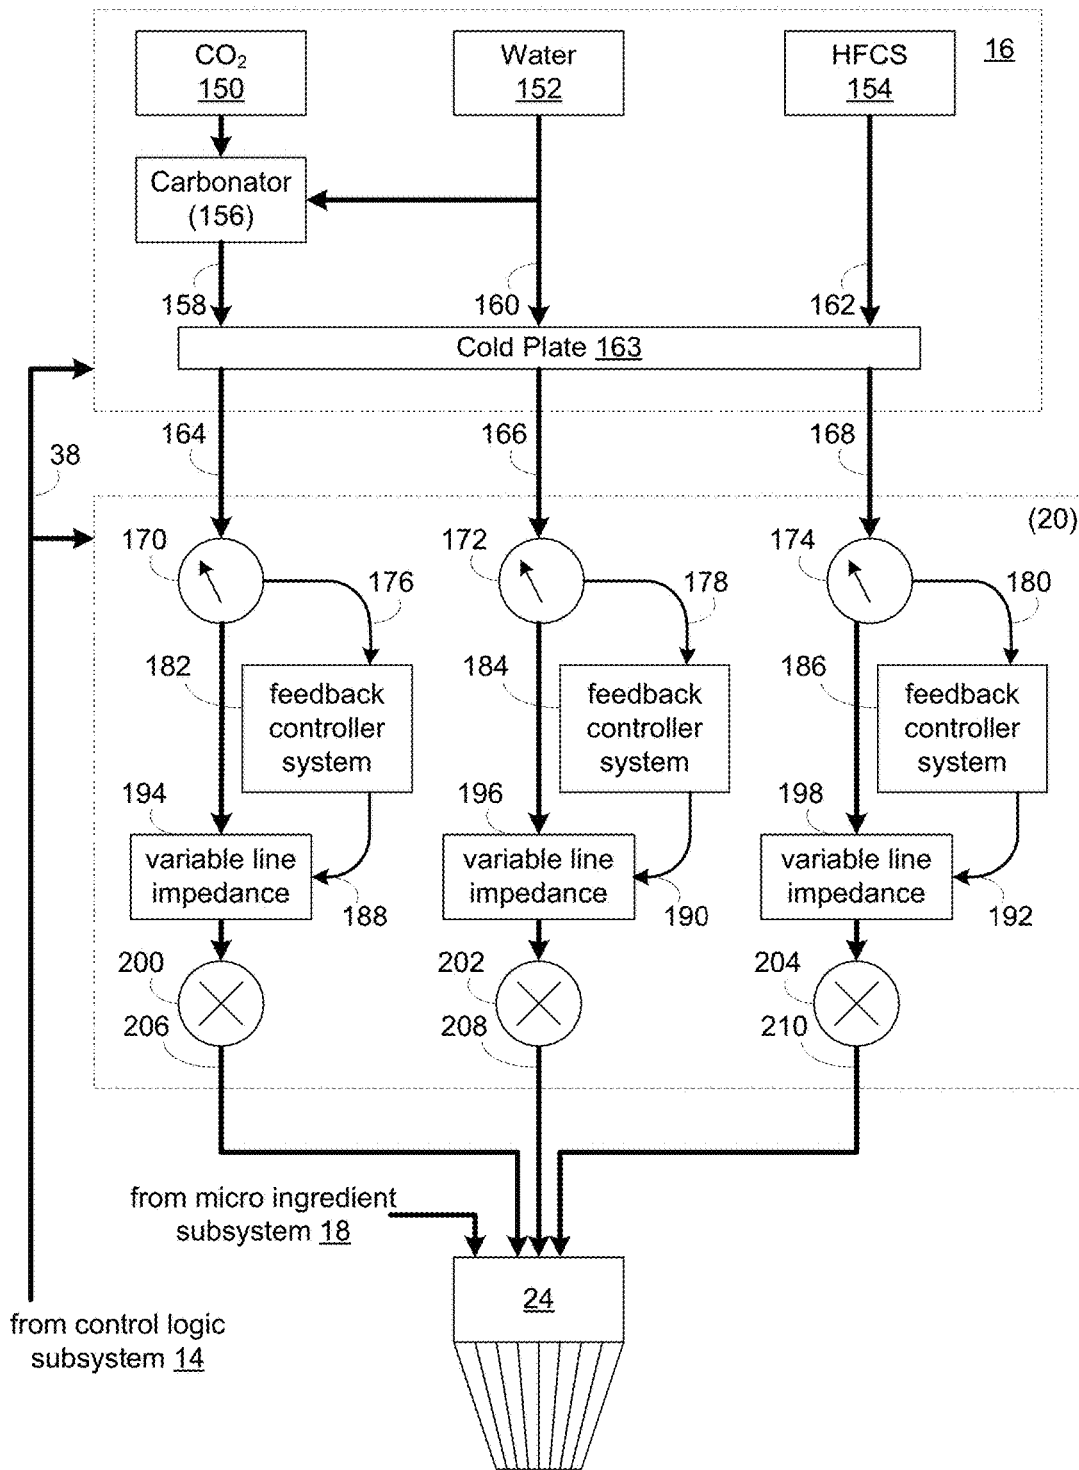 CO₂
150
Water
152
HFCS
154
16
Carbonator
(156)
158
160
162
Cold Plate 163
164
166
168
38
(20)
170
172
174
176
178
180
182
184
186
feedback
controller
system
feedback
controller
system
feedback
controller
system
194
196
198
variable line
impedance
variable line
impedance
variable line
impedance
188
190
192
200
202
204
206
208
210
from micro ingredient
subsystem 18
24
from control logic
subsystem 14